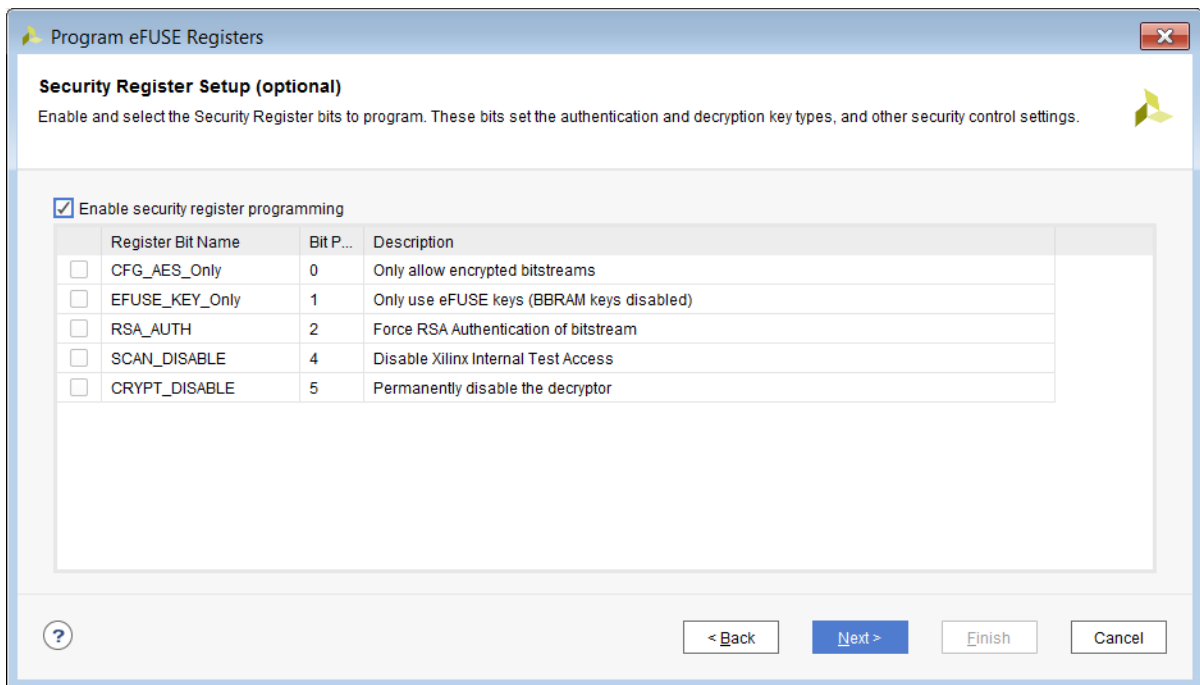 Program eFUSE Registers
Security Register Setup (optional)
Enable and select the Security Register bits to program. These bits set the authentication and decryption key types, and other security control settings.
Enable security register programming
Register Bit Name Bit P... Description
CFG_AES_Only 0 Only allow encrypted bitstreams
EFUSE_KEY_Only 1 Only use eFUSE keys (BBRAM keys disabled)
RSA_AUTH 2 Force RSA Authentication of bitstream
SCAN_DISABLE 4 Disable Xilinx Internal Test Access
CRYPT_DISABLE 5 Permanently disable the decryptor
? < Back Next > Finish Cancel